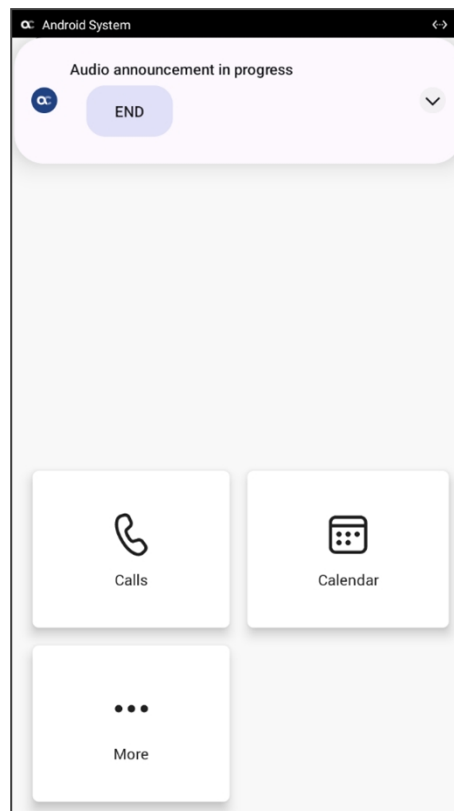 Android System
Audio announcement in progress
END
Calls
Calendar
More